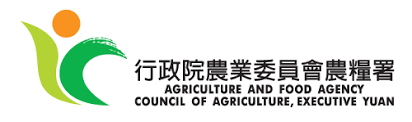 行政院農業委員會農糧署
AGRICULTURE AND FOOD AGENCY
COUNCIL OF AGRICULTURE, EXECUTIVE YUAN